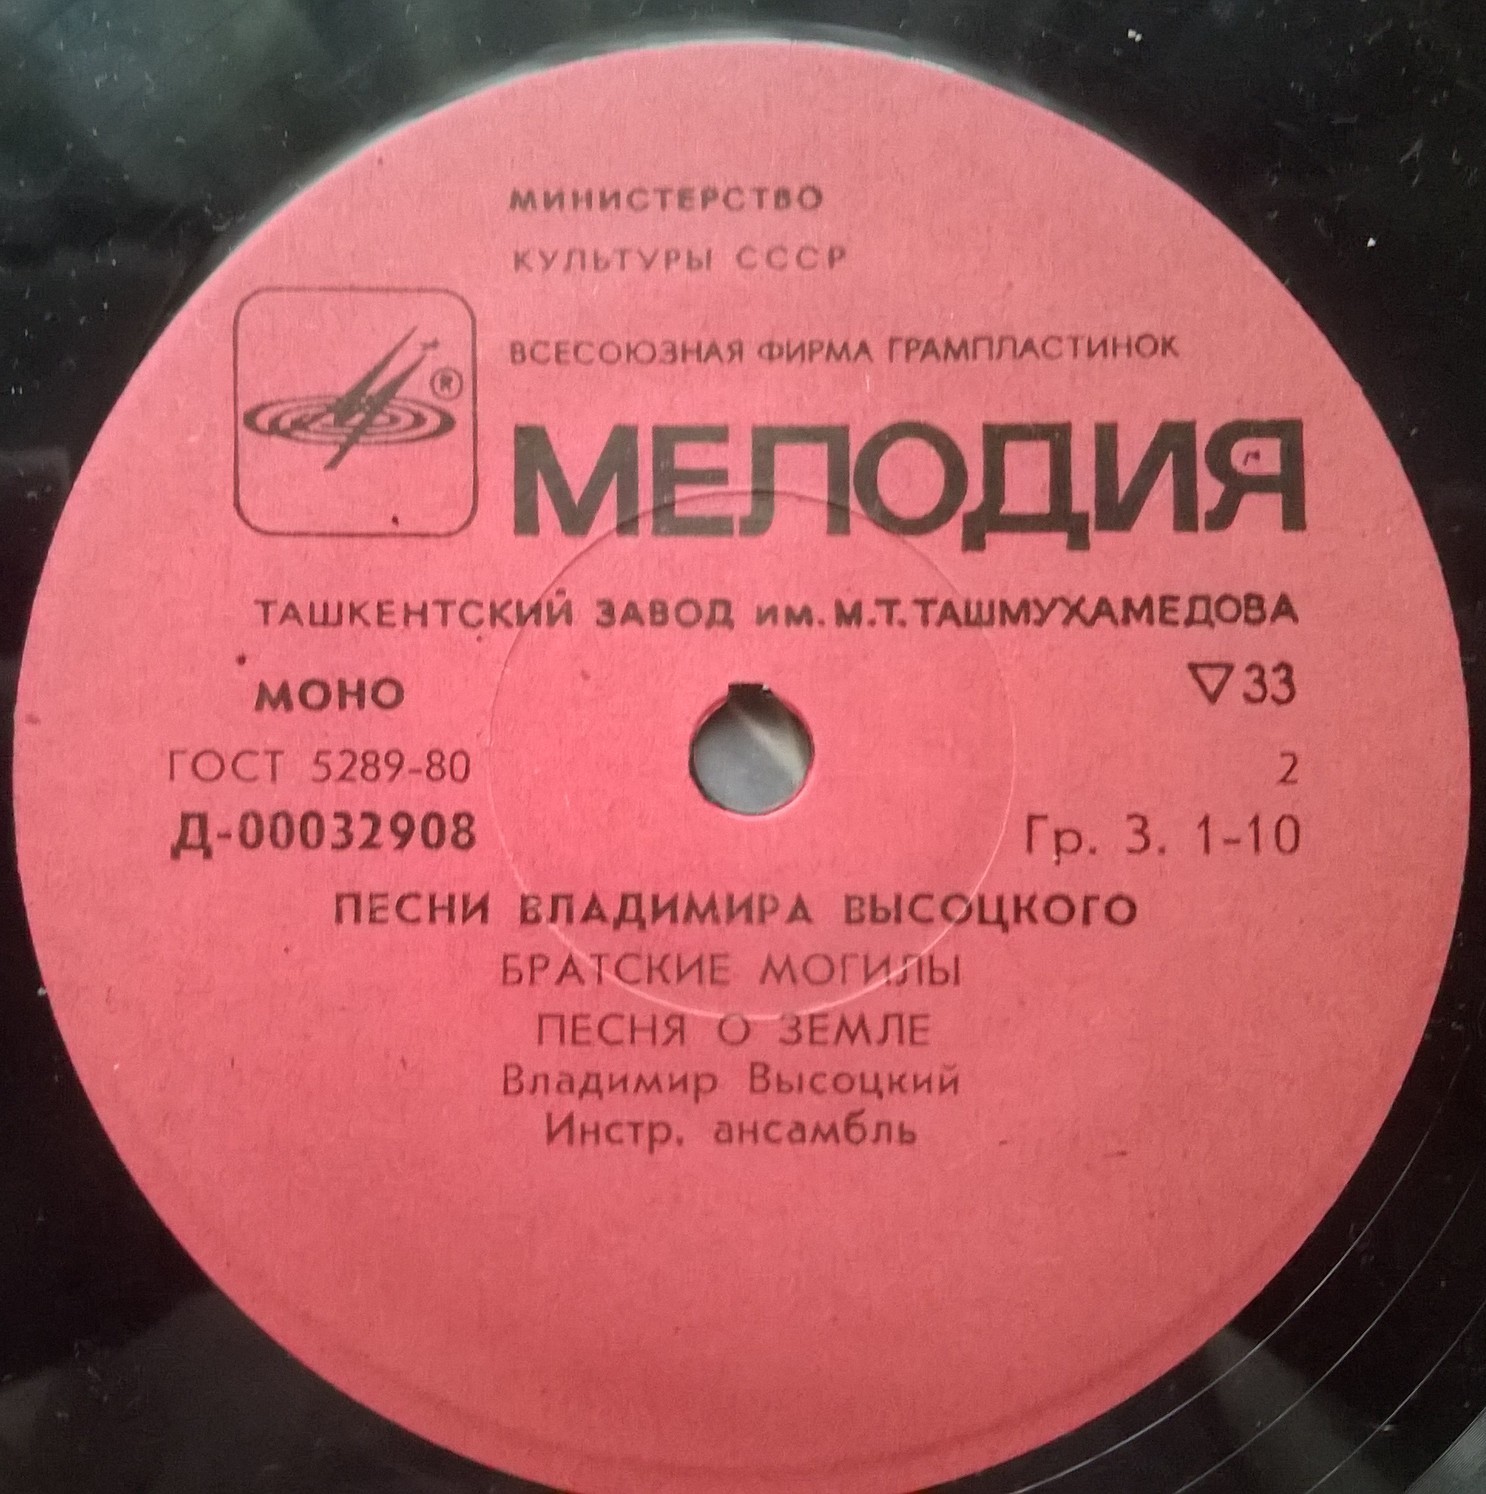 МИНИСТЕРСТВО
КУЛЬТУРЫ СССР
ВСЕСОЮЗНАЯ ФИРМА ГРАМПЛАСТИНОК
®
МЕЛОДИЯ
ТАШКЕНТСКИЙ ЗАВОД им. М.Т. ТАШМУХАМЕДОВА
МОНО ▽33
ГОСТ 5289-80 2
Д-00032908 Гр. 3. 1-10
ПЕСНИ ВЛАДИМИРА ВЫСОЦКОГО
БРАТСКИЕ МОГИЛЫ
ПЕСНЯ О ЗЕМЛЕ
Владимир Высоцкий
Инстр. ансамбль